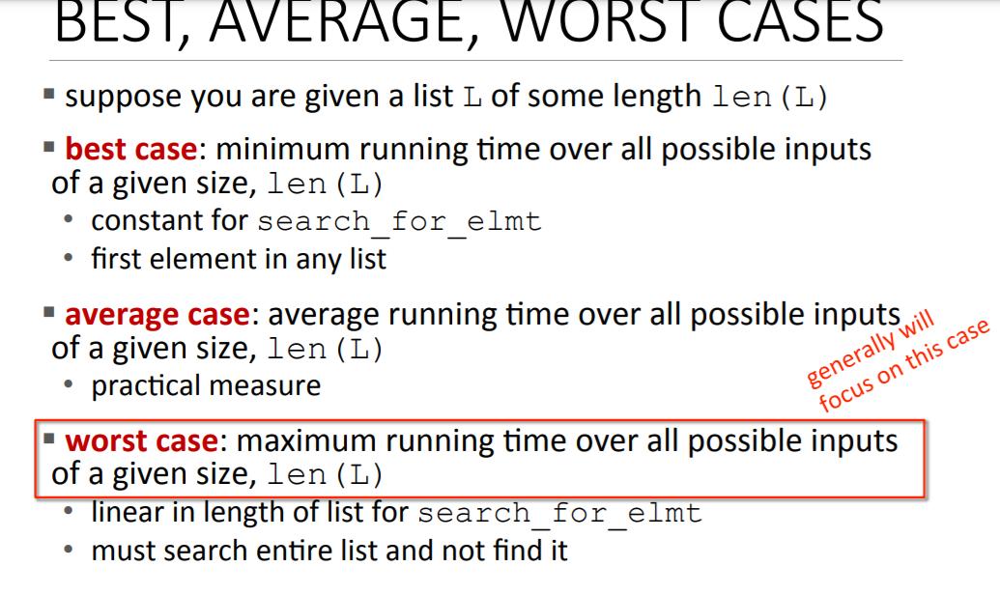 BEST, AVERAGE, WORST CASES
▪ suppose you are given a list L of some length len(L)
▪ best case: minimum running time over all possible inputs
of a given size, len(L)
• constant for search_for_elmt
• first element in any list
▪ average case: average running time over all possible inputs
of a given size, len(L)
• practical measure
generally will
focus on this case
▪ worst case: maximum running time over all possible inputs
of a given size, len(L)
• linear in length of list for search_for_elmt
• must search entire list and not find it